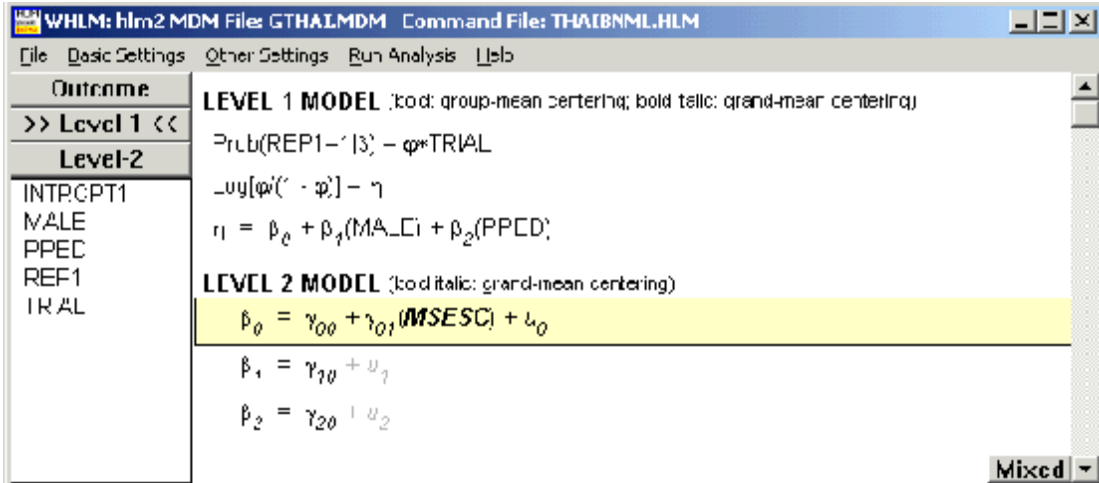 WHLM: hlm2 MDM File: GTHAI.MDM Command File: THAIBNML.HLM
File Basic Settings Other Settings Run Analysis Help
Outcome
>> Level 1 <<
Level-2
INTRCPT1
MALE
PPED
REP1
TRIAL
LEVEL 1 MODEL (bold: group-mean centering; bold italic: grand-mean centering)
Prob(REP1=1|β) = φ*TRIAL
Log[φ/(1 - φ)] = η
η = β0 + β1(MALE) + β2(PPED)
LEVEL 2 MODEL (bold italic: grand-mean centering)
β0 = γ00 + γ01(MSESC) + u0
β1 = γ10 + u1
β2 = γ20 + u2
Mixed